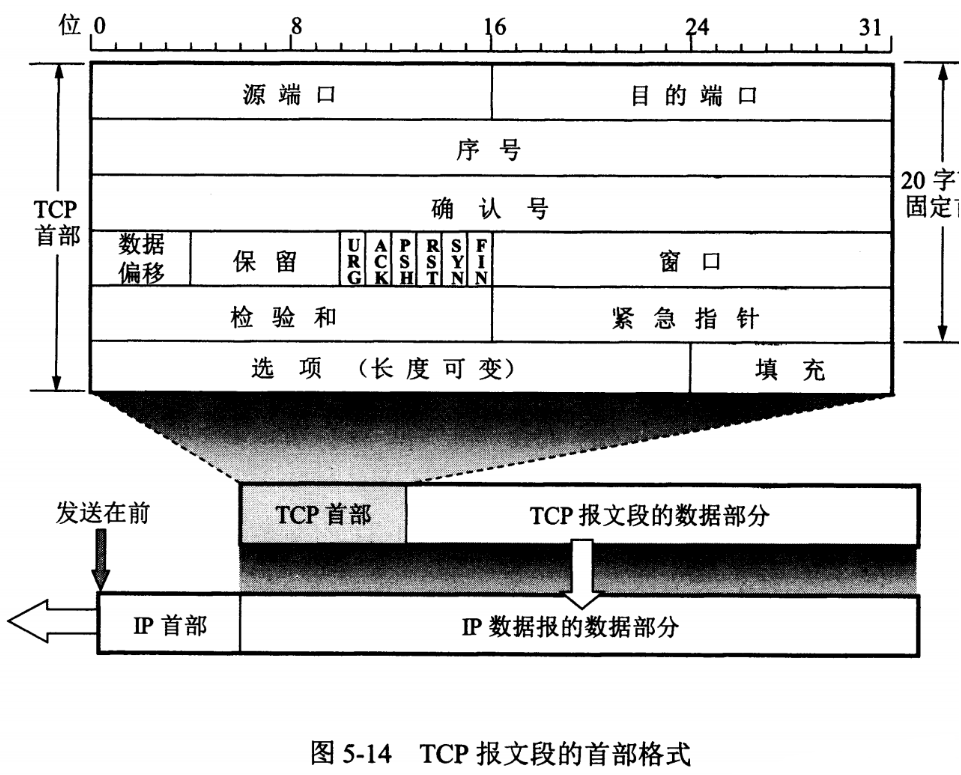 位 0 8 16 24 31
源端口 目的端口
序号
确认号
TCP
首部
20 字
固定
数据
偏移
保留
URG
ACK
PSH
RST
SYN
FIN
窗口
检验和 紧急指针
选项（长度可变） 填充
发送在前
TCP 首部 TCP 报文段的数据部分
IP 首部 IP 数据报的数据部分
图 5-14 TCP 报文段的首部格式